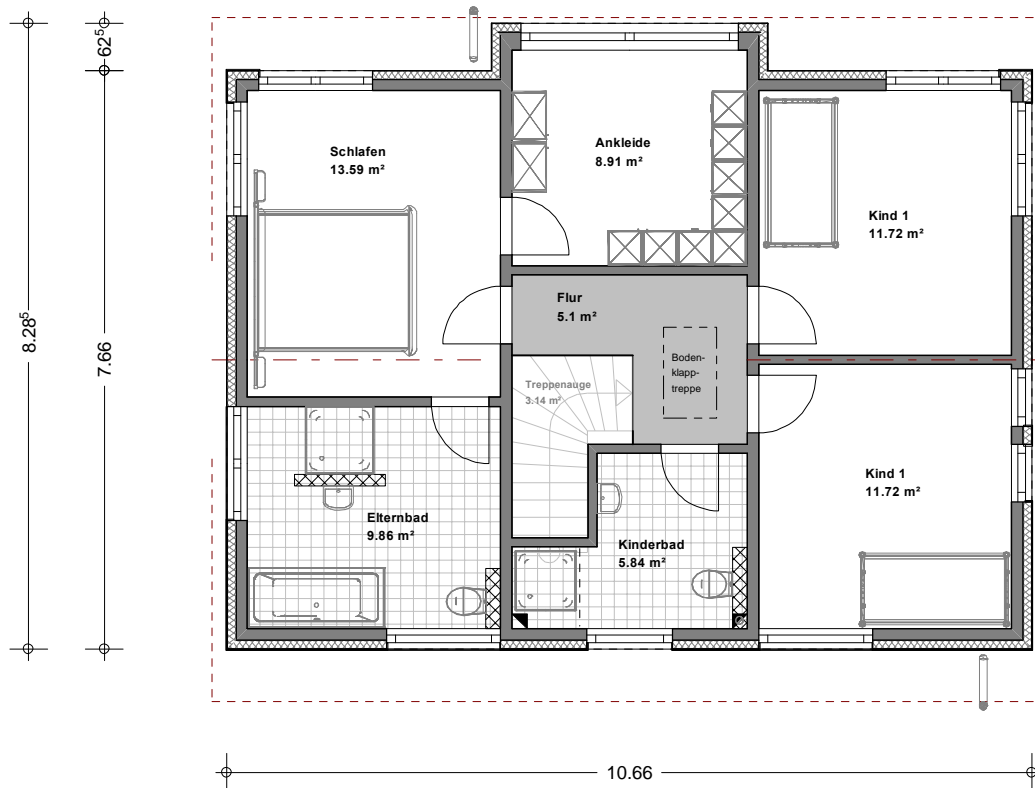 62⁵
8.28⁵
7.66
Schlafen
13.59 m²
Ankleide
8.91 m²
Kind 1
11.72 m²
Flur
5.1 m²
Boden-
klapp-
treppe
Treppenauge
3.14 m²
Kind 1
11.72 m²
Elternbad
9.86 m²
Kinderbad
5.84 m²
10.66